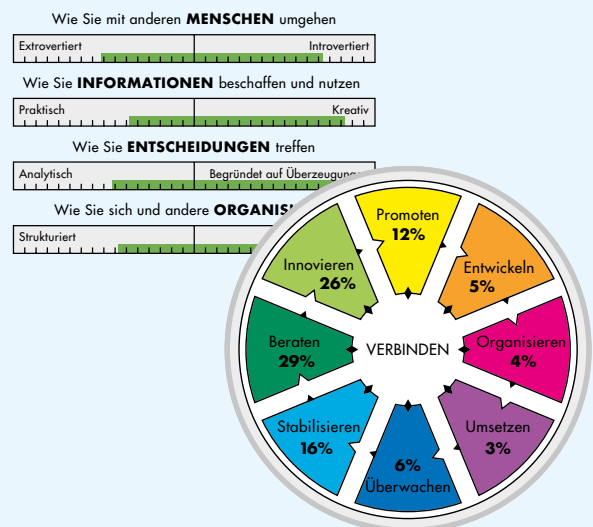 Wie Sie mit anderen MENSCHEN umgehen
Extrovertiert Introvertiert
Wie Sie INFORMATIONEN beschaffen und nutzen
Praktisch Kreativ
Wie Sie ENTSCHEIDUNGEN treffen
Analytisch Begründet auf
Wie Sie sich und andere
Strukturiert
Promoten
12%
Entwickeln
5%
Organisieren
4%
Umsetzen
3%
6%
Überwachen
Stabilisieren
16%
Beraten
29%
Innovieren
26%
VERBINDEN